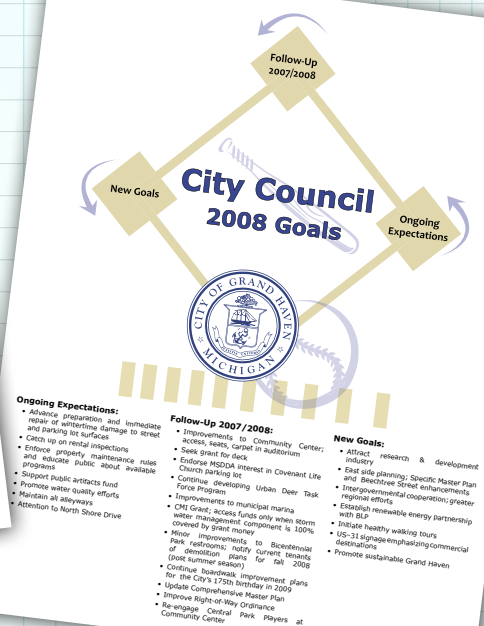 Follow-Up
2007/2008
City Council
2008 Goals
New Goals
Ongoing
Expectations
CITY OF GRAND HAVEN
MICHIGAN
Ongoing Expectations:
• Advance preparation and immediate
repair of wintertime damage to street
and parking lot surfaces
• Catch up on rental inspections
• Enforce property maintenance rules
and educate public about available
programs
• Support public artifacts fund
• Promote water quality efforts
• Maintain all alleyways
• Attention to North Shore Drive
Follow-Up 2007/2008:
• Improvements to Community Center;
access, seats, carpet in auditorium
• Seek grant for deck
• Endorse MSDDA interest in Covenant Life
Church parking lot
• Continue developing Urban Deer Task
Force Program
• Improvements to municipal marina
• CMI Grant; access funds only when storm
water management component is 100%
covered by grant money
• Minor improvements to Bicentennial
Park restrooms; notify current tenants
of demolition plans for fall 2008
(post summer season)
• Continue boardwalk improvement plans
for the City's 175th birthday in 2009
• Update Comprehensive Master Plan
• Improve Right-of-Way Ordinance
• Re-engage Central Park Players at
Community Center
New Goals:
• Attract research & development
industry
• East side planning; Specific Master Plan
and Beechtree Street enhancements
• Intergovernmental cooperation; greater
regional efforts
• Establish renewable energy partnership
with BLP
• Initiate healthy walking tours
• US-31 signage emphasizing commercial
destinations
• Promote sustainable Grand Haven